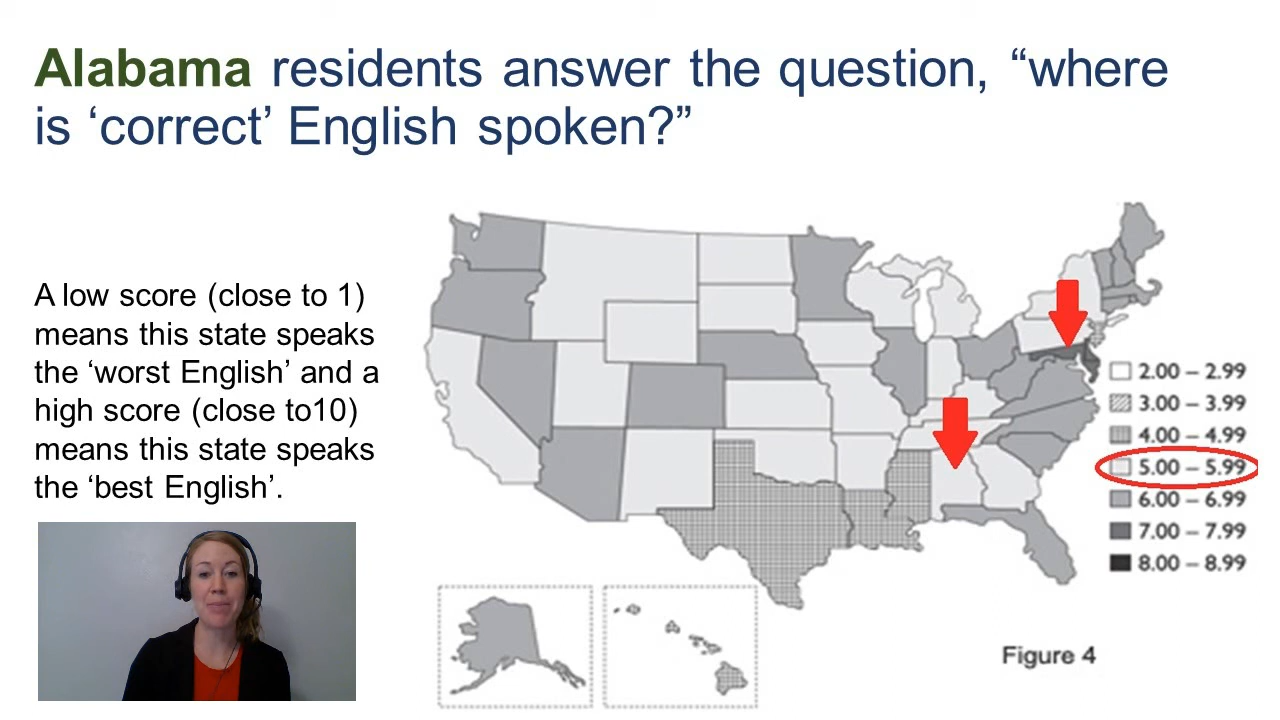 Alabama residents answer the question, “where
is ‘correct’ English spoken?”
A low score (close to 1)
means this state speaks
the ‘worst English’ and a
high score (close to10)
means this state speaks
the ‘best English’.
2.00 – 2.99
3.00 – 3.99
4.00 – 4.99
5.00 – 5.99
6.00 – 6.99
7.00 – 7.99
8.00 – 8.99
Figure 4